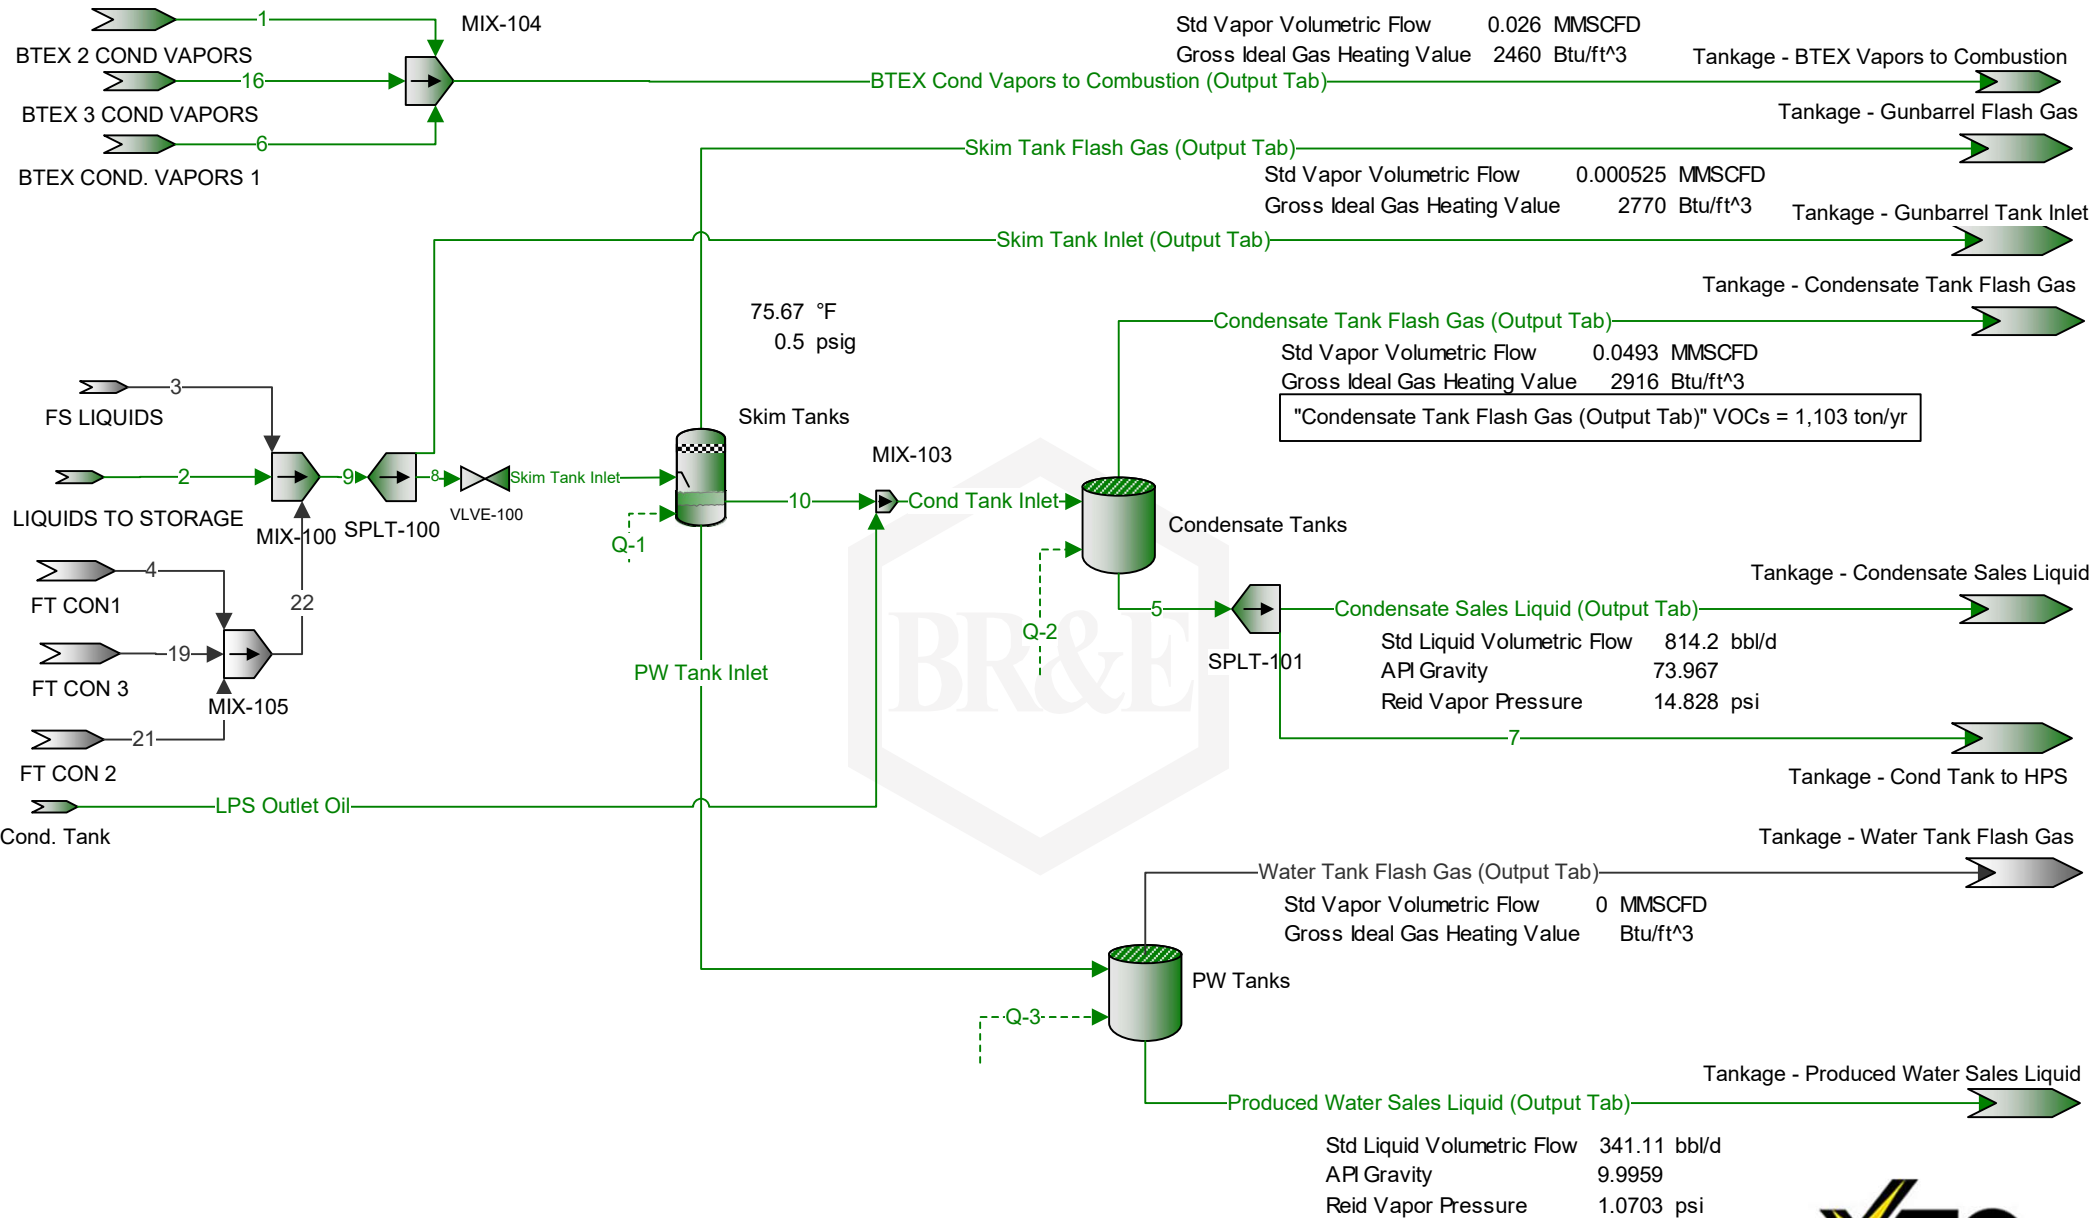 1
MIX-104
BTEX 2 COND VAPORS
16
BTEX 3 COND VAPORS
6
BTEX COND. VAPORS 1
Std Vapor Volumetric Flow 0.026 MMSCFD
Gross Ideal Gas Heating Value 2460 Btu/ft^3
Tankage - BTEX Vapors to Combustion
BTEX Cond Vapors to Combustion (Output Tab)
Tankage - Gunbarrel Flash Gas
Skim Tank Flash Gas (Output Tab)
Std Vapor Volumetric Flow 0.000525 MMSCFD
Gross Ideal Gas Heating Value 2770 Btu/ft^3
Tankage - Gunbarrel Tank Inlet
Skim Tank Inlet (Output Tab)
Tankage - Condensate Tank Flash Gas
75.67 °F
0.5 psig
Condensate Tank Flash Gas (Output Tab)
Std Vapor Volumetric Flow 0.0493 MMSCFD
Gross Ideal Gas Heating Value 2916 Btu/ft^3
"Condensate Tank Flash Gas (Output Tab)" VOCs = 1,103 ton/yr
3
FS LIQUIDS
Skim Tanks
MIX-103
2
9
8
Skim Tank Inlet
LIQUIDS TO STORAGE
MIX-100
SPLT-100
VLVE-100
10
Cond Tank Inlet
Condensate Tanks
Q-1
4
FT CON1
22
19
FT CON 3
MIX-105
21
FT CON 2
Q-2
5
SPLT-101
Tankage - Condensate Sales Liquid
Condensate Sales Liquid (Output Tab)
Std Liquid Volumetric Flow 814.2 bbl/d
API Gravity 73.967
Reid Vapor Pressure 14.828 psi
BR&E
PW Tank Inlet
7
Tankage - Cond Tank to HPS
LPS Outlet Oil
Cond. Tank
Tankage - Water Tank Flash Gas
Water Tank Flash Gas (Output Tab)
Std Vapor Volumetric Flow 0 MMSCFD
Gross Ideal Gas Heating Value Btu/ft^3
PW Tanks
Q-3
Tankage - Produced Water Sales Liquid
Produced Water Sales Liquid (Output Tab)
Std Liquid Volumetric Flow 341.11 bbl/d
API Gravity 9.9959
Reid Vapor Pressure 1.0703 psi